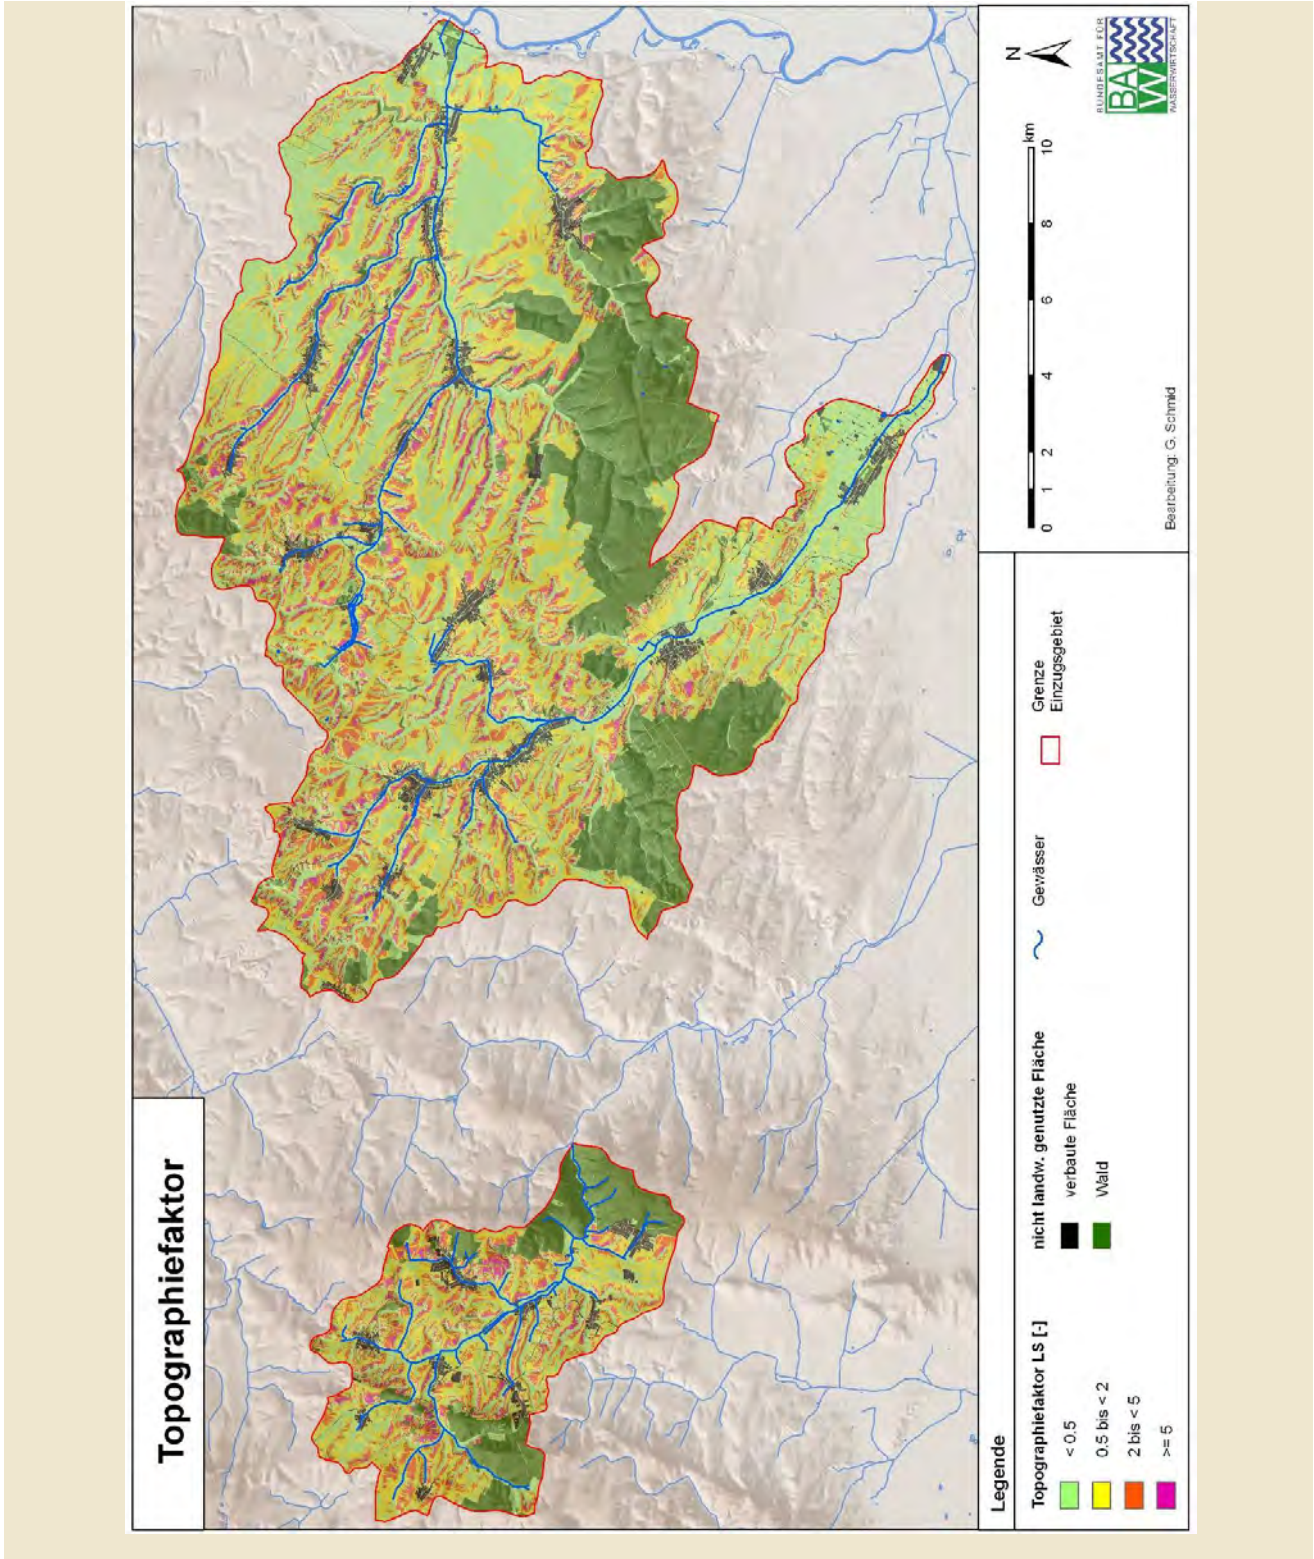 Topographiefaktor
Legende
Topographiefaktor LS [-]
< 0.5
0.5 bis < 2
2 bis < 5
>= 5
nicht landw. genutzte Fläche
verbaute Fläche
Wald
Gewässer
Grenze
Einzugsgebiet
N
0 1 2 4 6 8 10
km
Bearbeitung: G. Schmid
BUNDESAMT FÜR
BAW
WASSERWIRTSCHAFT